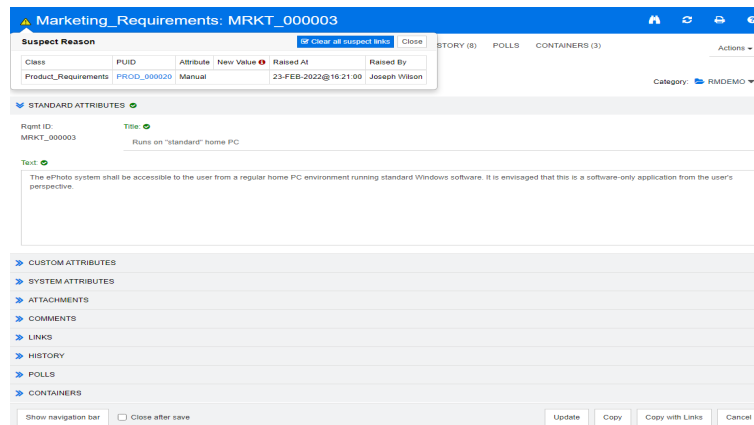 Marketing_Requirements: MRKT_000003
Suspect Reason
Clear all suspect links
Close
STORY (8) POLLS CONTAINERS (3)
Actions
Class PUID Attribute New Value Raised At Raised By
Product_Requirements PROD_000020 Manual 23-FEB-2022@16:21:00 Joseph Wilson
Category: RMDEMO
STANDARD ATTRIBUTES
Rqmt ID: Title:
MRKT_000003 Runs on "standard" home PC
Text:
The ePhoto system shall be accessible to the user from a regular home PC environment running standard Windows software. It is envisaged that this is a software-only application from the user's
perspective.
CUSTOM ATTRIBUTES
SYSTEM ATTRIBUTES
ATTACHMENTS
COMMENTS
LINKS
HISTORY
POLLS
CONTAINERS
Show navigation bar Close after save Update Copy Copy with Links Cancel